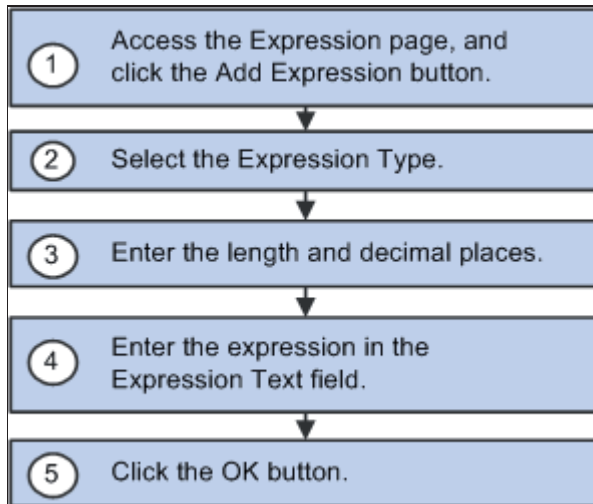 1
Access the Expression page, and
click the Add Expression button.
2
Select the Expression Type.
3
Enter the length and decimal places.
4
Enter the expression in the
Expression Text field.
5
Click the OK button.